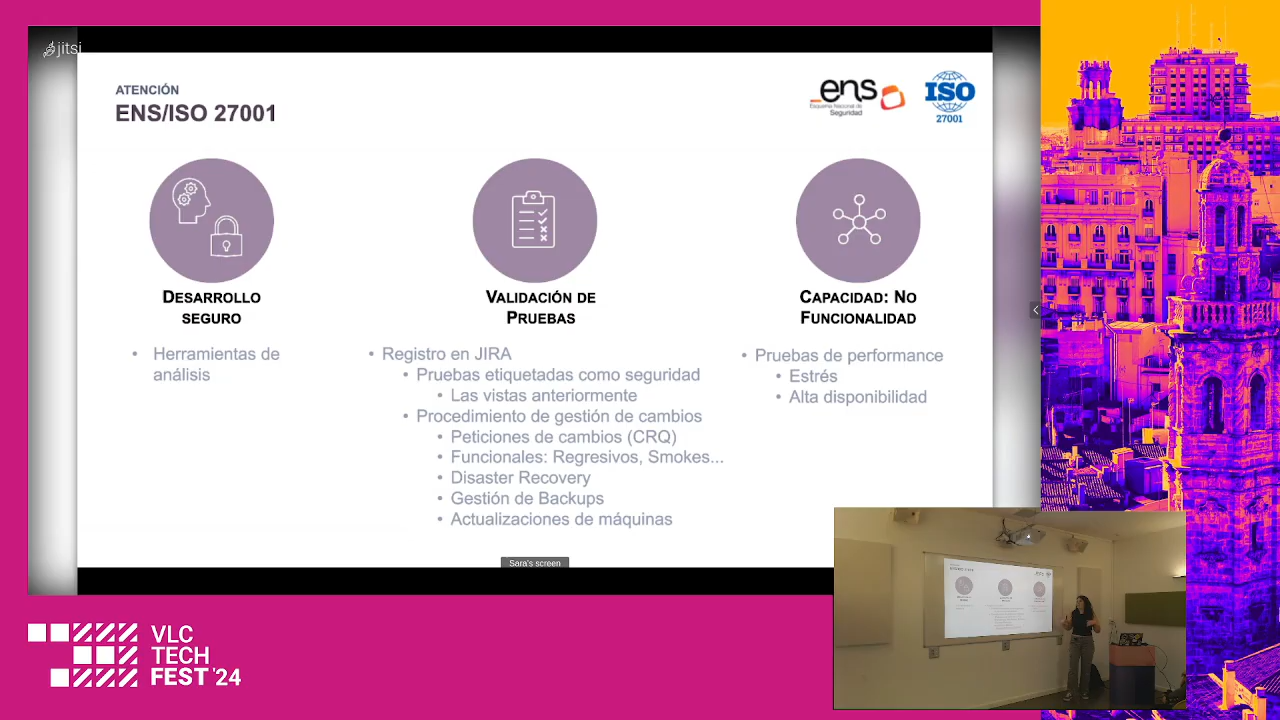 jitsi
ATENCIÓN
ENS/ISO 27001
ens
Esquema Nacional de
Seguridad
ISO
27001
DESARROLLO
SEGURO
• Herramientas de
análisis
VALIDACIÓN DE
PRUEBAS
• Registro en JIRA
• Pruebas etiquetadas como seguridad
• Las vistas anteriormente
• Procedimiento de gestión de cambios
• Peticiones de cambios (CRQ)
• Funcionales: Regresivos, Smokes...
• Disaster Recovery
• Gestión de Backups
• Actualizaciones de máquinas
CAPACIDAD: NO
FUNCIONALIDAD
• Pruebas de performance
• Estrés
• Alta disponibilidad
Sara's screen
VLC
TECH
FEST '24